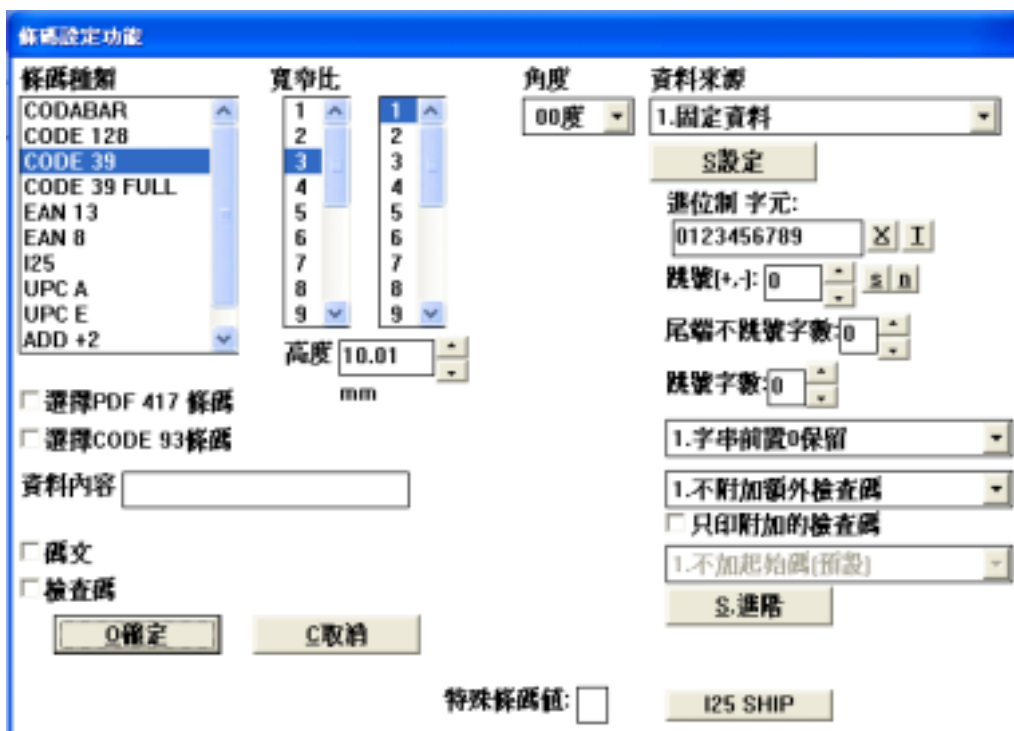 條碼設定功能
條碼種類 寬窄比 角度 資料來源
CODABAR
CODE 128
CODE 39
CODE 39 FULL
EAN 13
EAN 8
I25
UPC A
UPC E
ADD +2
1
2
3
4
5
6
7
8
9
1
2
3
4
5
6
7
8
9
00度
1.固定資料
S設定
進位制 字元:
0123456789 X T
跳號[+,-]: 0 s n
尾端不跳號字數: 0
高度 10.01
mm
跳號字數: 0
選擇PDF 417 條碼
選擇CODE 93條碼
1.字串前置0保留
資料內容
1.不附加額外檢查碼
只印附加的檢查碼
碼文
1.不加起始碼(預設)
檢查碼
S.進階
O確定 C取消
特殊條碼值:
I25 SHIP